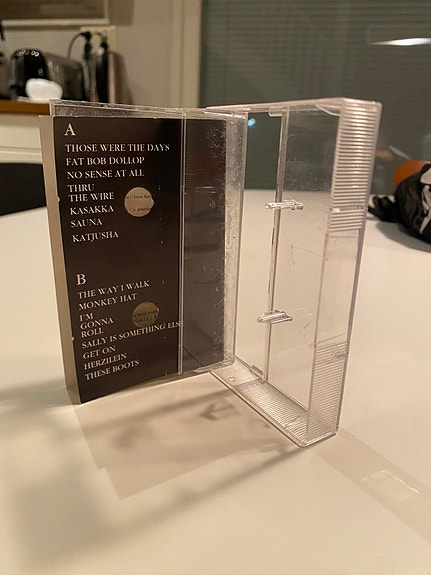 A
THOSE WERE THE DAYS
FAT BOB DOLLOP
NO SENSE AT ALL
THRU
THE WIRE
KASAKKA
SAUNA
KATJUSHA
B
THE WAY I WALK
MONKEY HAT
I'M
GONNA
ROLL
SALLY IS SOMETHING ELSE
GET ON
HERZILEIN
THESE BOOTS